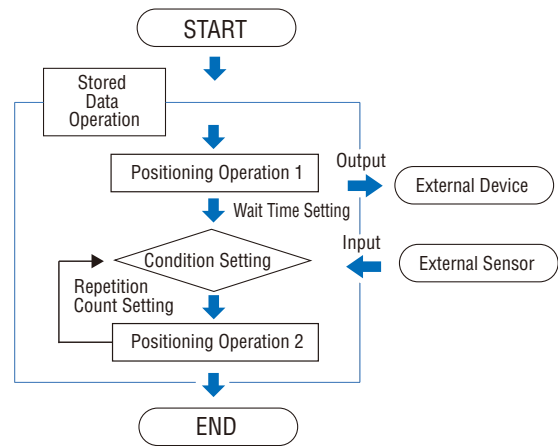 START
Stored
Data
Operation
Positioning Operation 1
Output
External Device
Wait Time Setting
Condition Setting
Input
External Sensor
Repetition
Count Setting
Positioning Operation 2
END